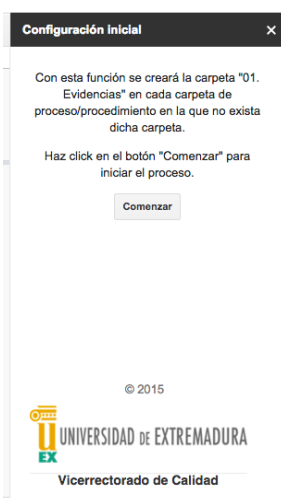 Configuración inicial ×
Con esta función se creará la carpeta "01.
Evidencias" en cada carpeta de
proceso/procedimiento en la que no exista
dicha carpeta.
Haz click en el botón "Comenzar" para
iniciar el proceso.
Comenzar
© 2015
UEX
UNIVERSIDAD DE EXTREMADURA
Vicerrectorado de Calidad